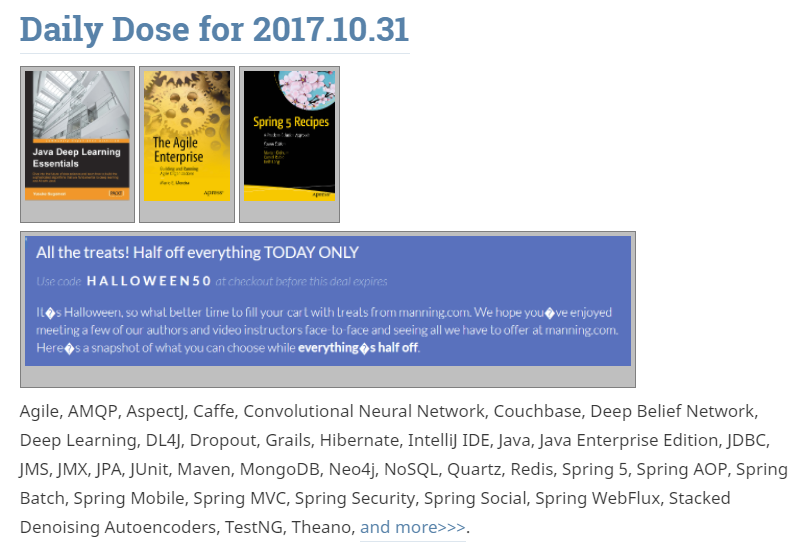 Daily Dose for 2017.10.31
Java Deep Learning
Essentials
PACKT
The Agile
Enterprise
Apress
Spring 5 Recipes
Apress
All the treats! Half off everything TODAY ONLY
Use code HALLOWEEN50 at checkout before this deal expires
It�s Halloween, so what better time to fill your cart with treats from manning.com. We hope you�ve enjoyed
meeting a few of our authors and video instructors face-to-face and seeing all we have to offer at manning.com.
Here�s a snapshot of what you can choose while everything�s half off.
Agile, AMQP, AspectJ, Caffe, Convolutional Neural Network, Couchbase, Deep Belief Network,
Deep Learning, DL4J, Dropout, Grails, Hibernate, IntelliJ IDE, Java, Java Enterprise Edition, JDBC,
JMS, JMX, JPA, JUnit, Maven, MongoDB, Neo4j, NoSQL, Quartz, Redis, Spring 5, Spring AOP, Spring
Batch, Spring Mobile, Spring MVC, Spring Security, Spring Social, Spring WebFlux, Stacked
Denoising Autoencoders, TestNG, Theano, and more>>>.